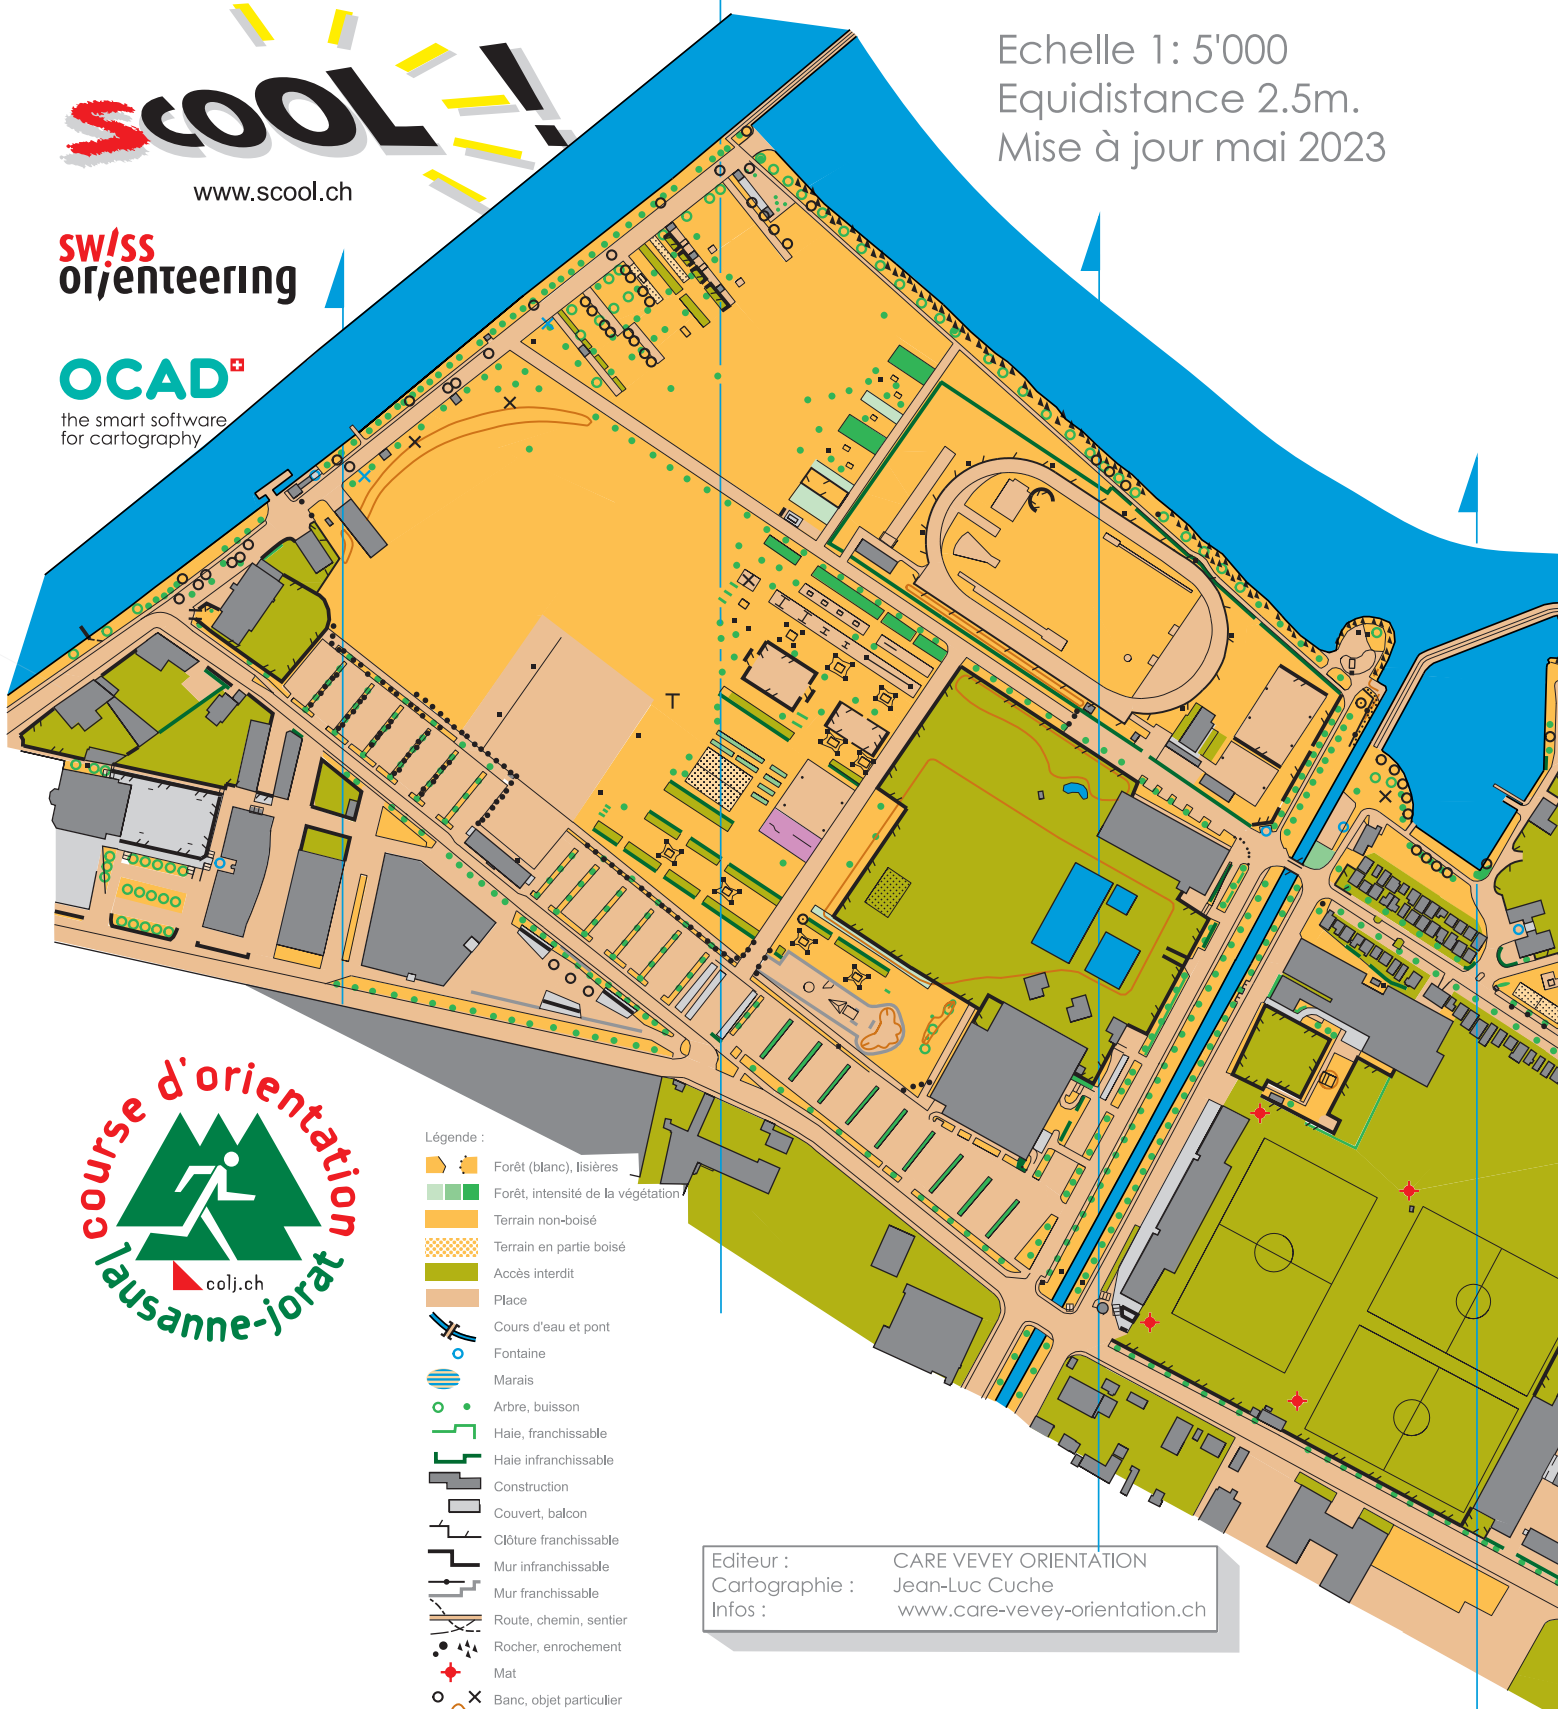 scool!
www.scool.ch
Echelle 1: 5'000
Equidistance 2.5m.
Mise à jour mai 2023
swiss
orienteering
OCAD
the smart software
for cartography
T
course d'orientation
colj.ch
lausanne-jorat
Légende :
Forêt (blanc), lisières
Forêt, intensité de la végétation
Terrain non-boisé
Terrain en partie boisé
Accès interdit
Place
Cours d'eau et pont
Fontaine
Marais
Arbre, buisson
Haie, franchissable
Haie infranchissable
Construction
Couvert, balcon
Clôture franchissable
Mur infranchissable
Mur franchissable
Route, chemin, sentier
Rocher, enrochement
Mat
Banc, objet particulier
Editeur : CARE VEVEY ORIENTATION
Cartographie : Jean-Luc Cuche
Infos : www.care-vevey-orientation.ch